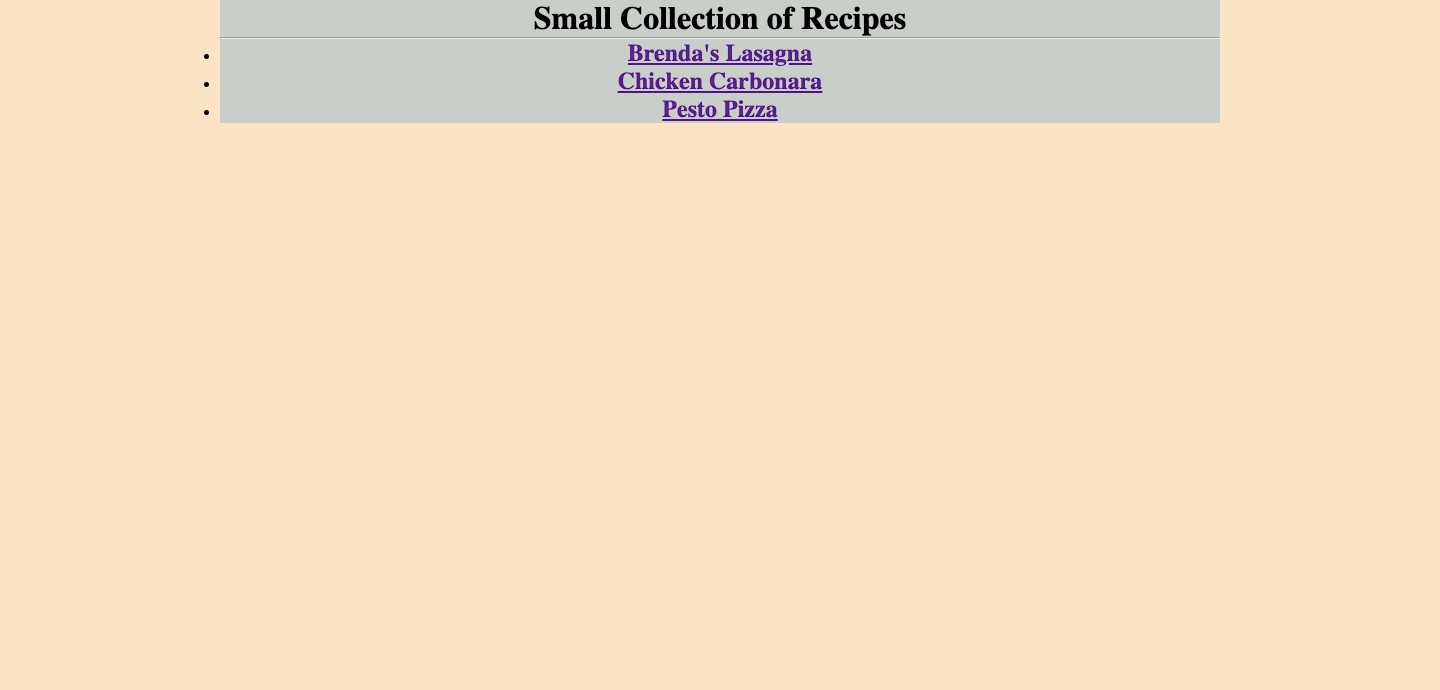 Small Collection of Recipes
Brenda's Lasagna
Chicken Carbonara
Pesto Pizza